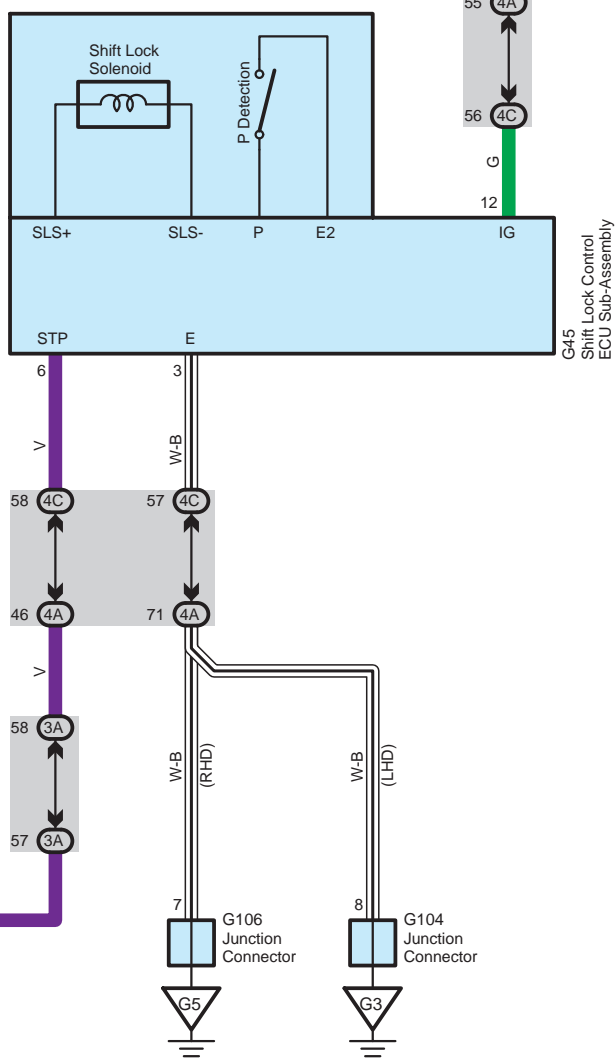 55 4A
Shift Lock
Solenoid
P Detection
56 4C
G
12
SLS+ SLS- P E2 IG
G45
Shift Lock Control
ECU Sub-Assembly
STP E
6 3
V W-B
58 4C 57 4C
46 4A 71 4A
V
58 3A
W-B (RHD) W-B (LHD)
57 3A
7 8
G106
Junction
Connector
G104
Junction
Connector
G5 G3